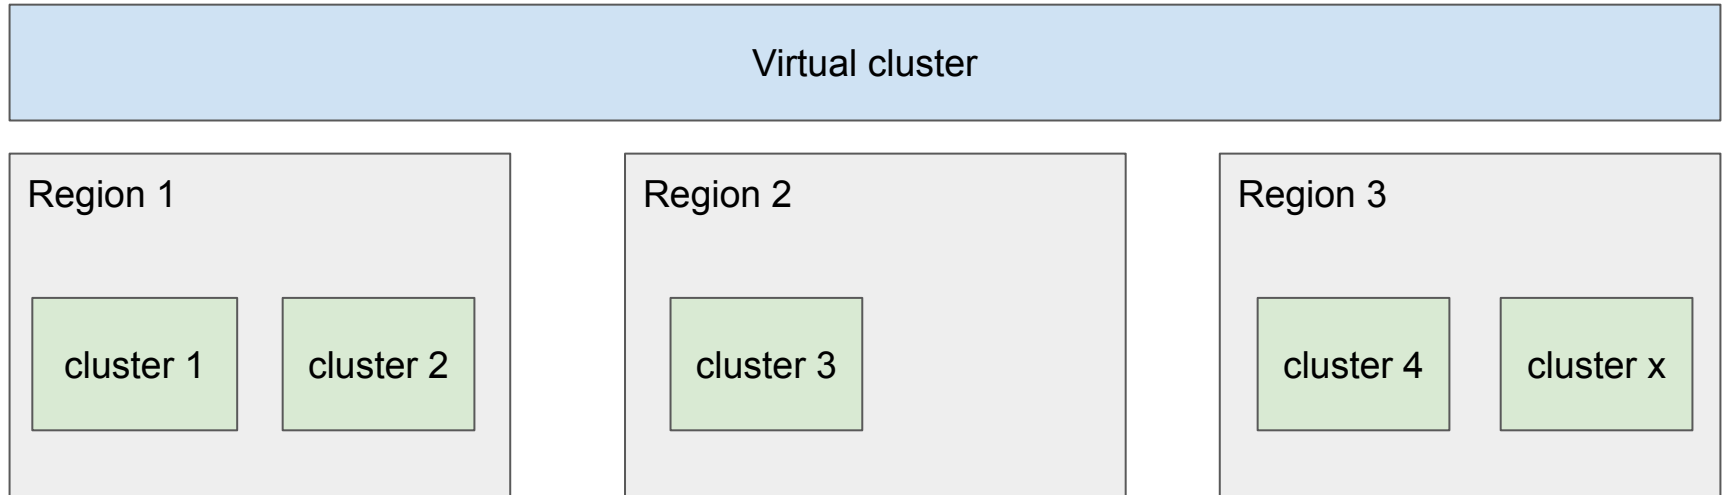 Virtual cluster
Region 1
cluster 1
cluster 2
Region 2
cluster 3
Region 3
cluster 4
cluster x